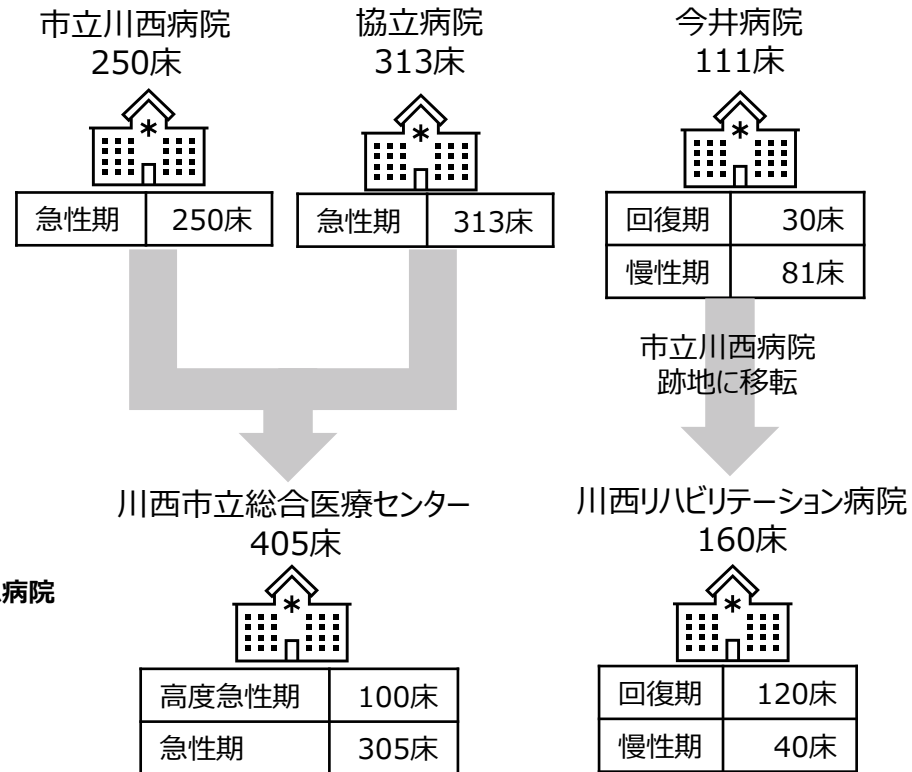 市立川西病院
250床
協立病院
313床
今井病院
111床
急性期 250床
急性期 313床
回復期 30床
慢性期 81床
市立川西病院
跡地に移転
川西市立総合医療センター
405床
川西リハビリテーション病院
160床
病院
高度急性期 100床
急性期 305床
回復期 120床
慢性期 40床